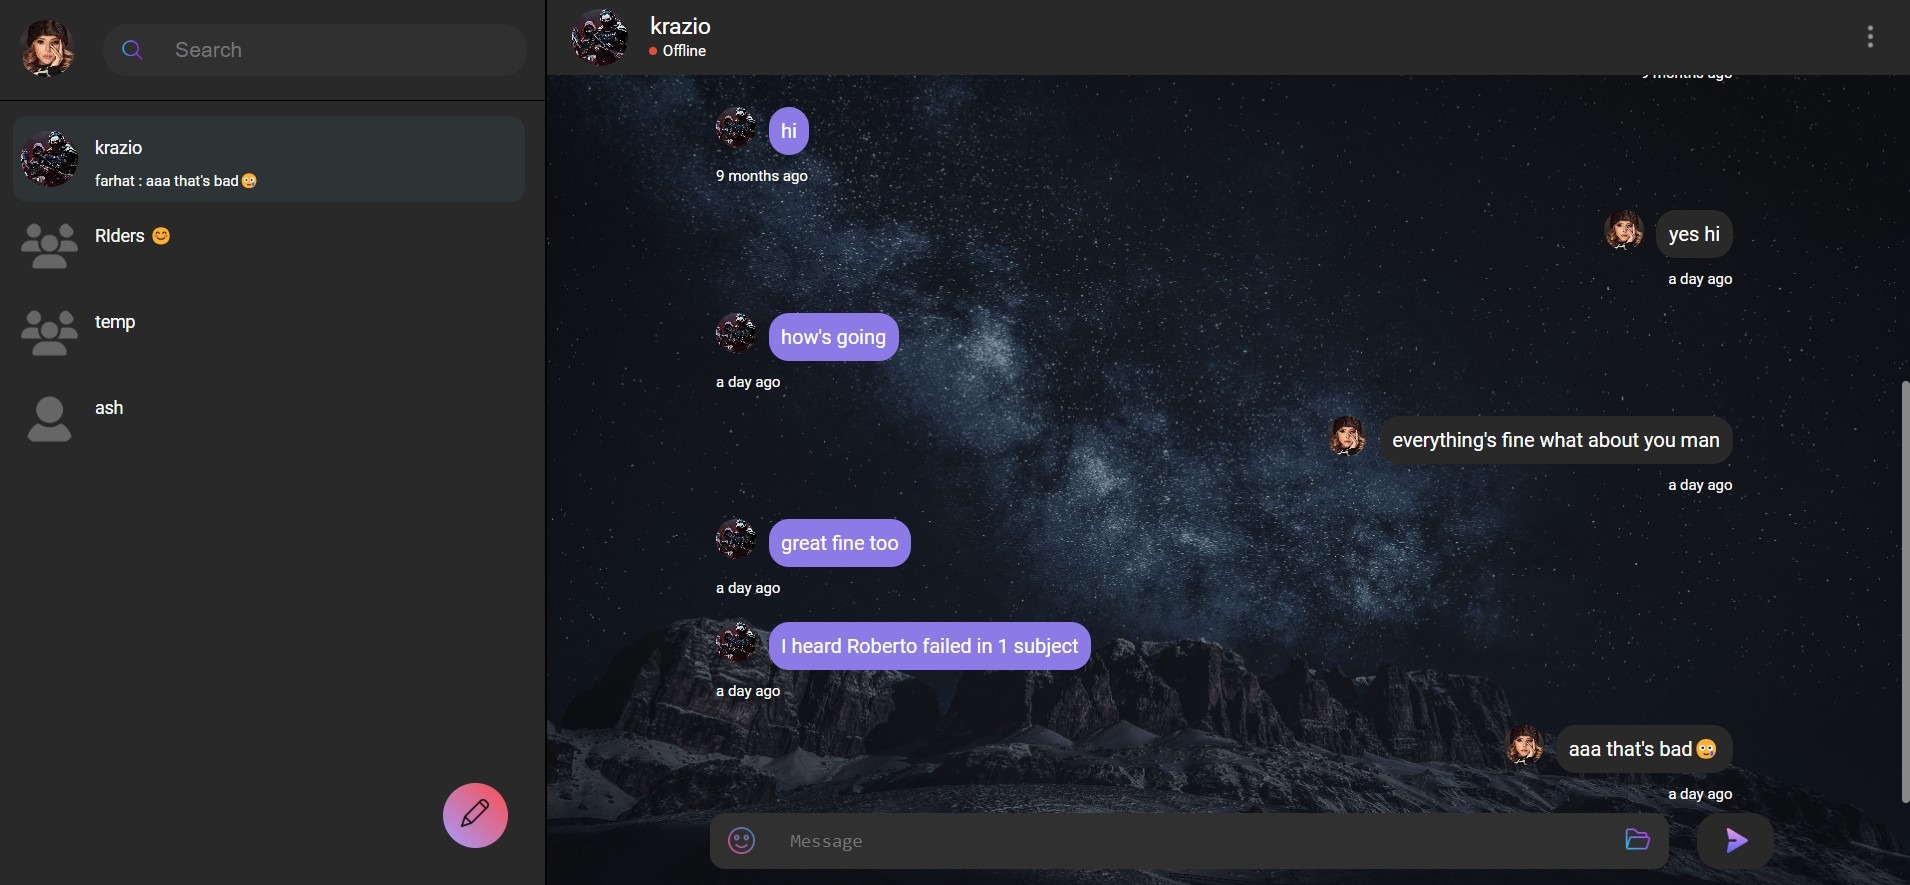 Search
krazio
farhat : aaa that's bad😳
RIders 😊
temp
ash
krazio
Offline
9 months ago
hi
9 months ago
yes hi
a day ago
how's going
a day ago
everything's fine what about you man
a day ago
great fine too
a day ago
I heard Roberto failed in 1 subject
a day ago
aaa that's bad😳
a day ago
Message